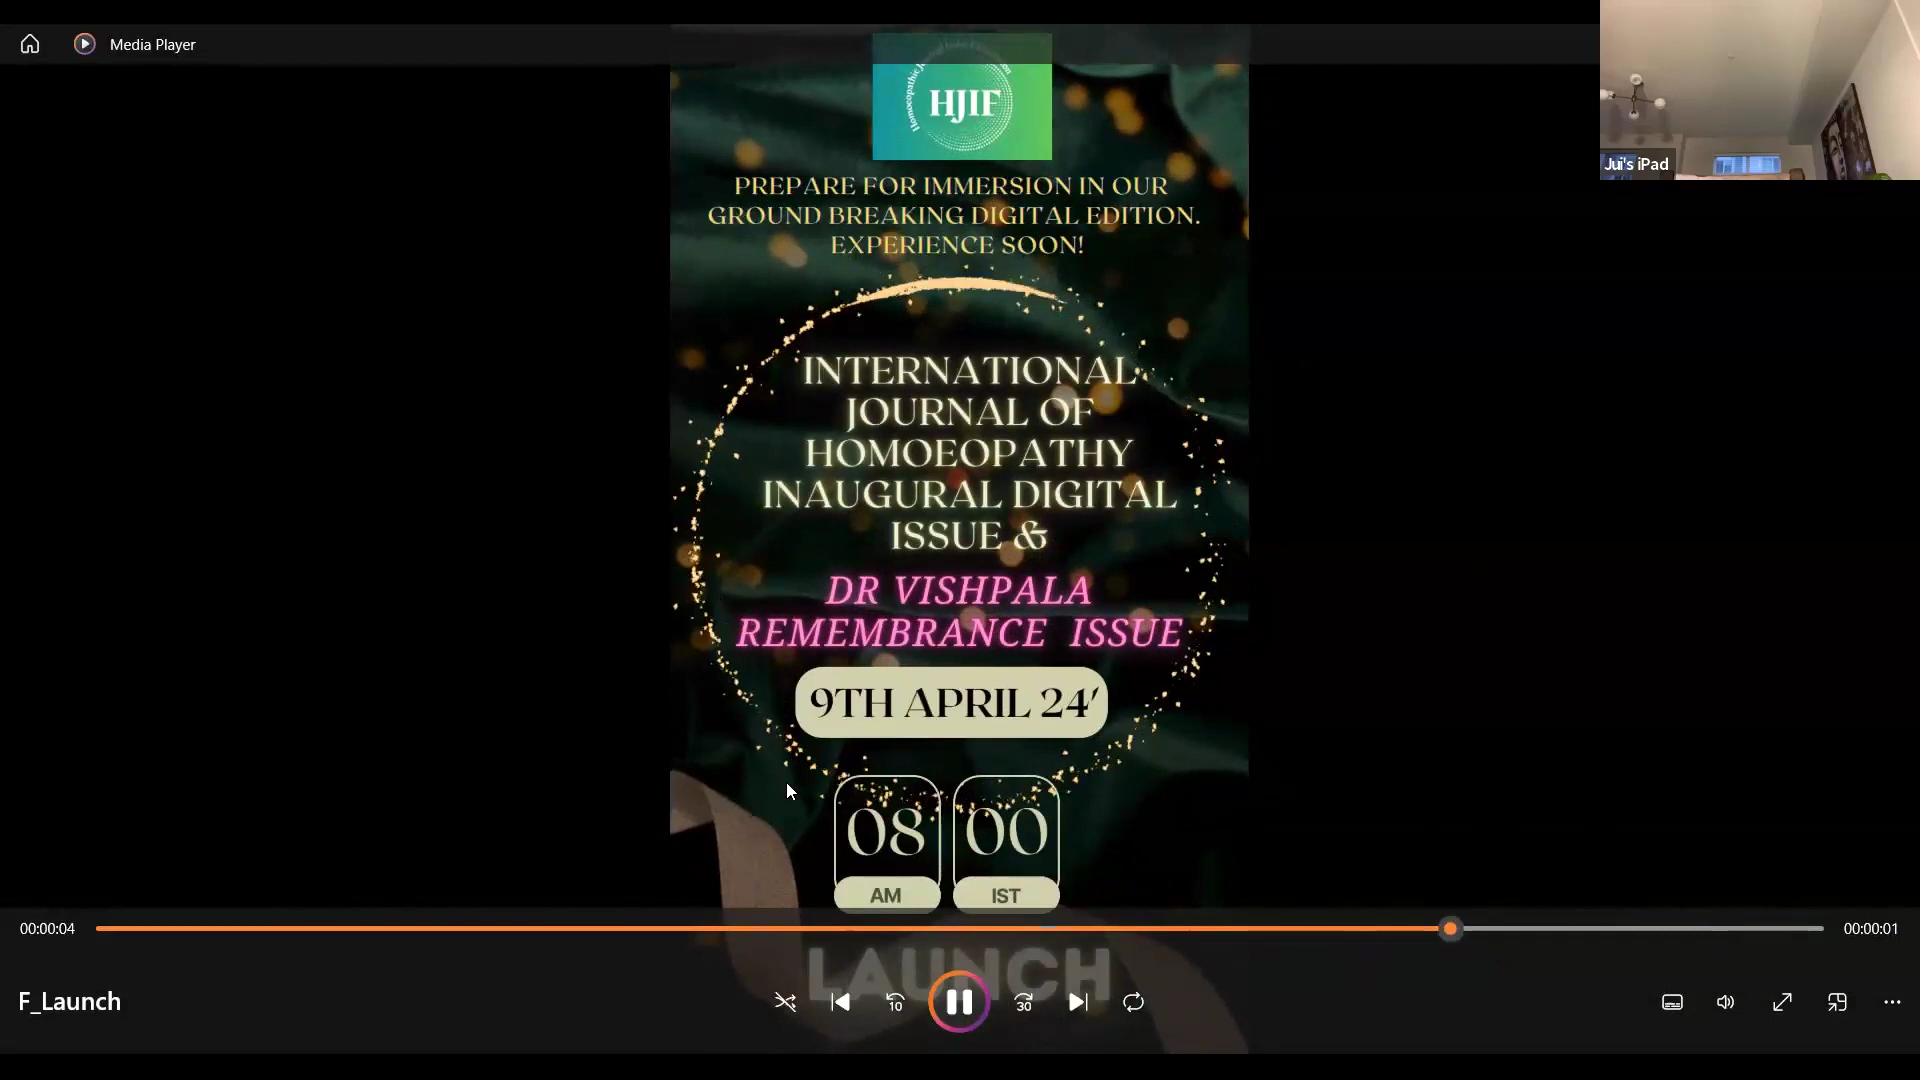 Media Player
HJIF
PREPARE FOR IMMERSION IN OUR
GROUND BREAKING DIGITAL EDITION.
EXPERIENCE SOON!
INTERNATIONAL
JOURNAL OF
HOMOEOPATHY
INAUGURAL DIGITAL
ISSUE &
DR VISHPALA
REMEMBRANCE ISSUE
9TH APRIL 24'
08 00
AM IST
LAUNCH
Jui's iPad
00:00:04
00:00:01
F_Launch
10
30